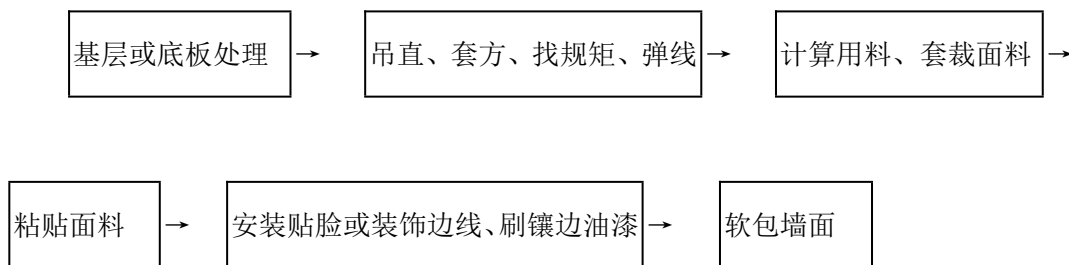 基层或底板处理 → 吊直、套方、找规矩、弹线 → 计算用料、套裁面料 →
粘贴面料 → 安装贴脸或装饰边线、刷镶边油漆 → 软包墙面